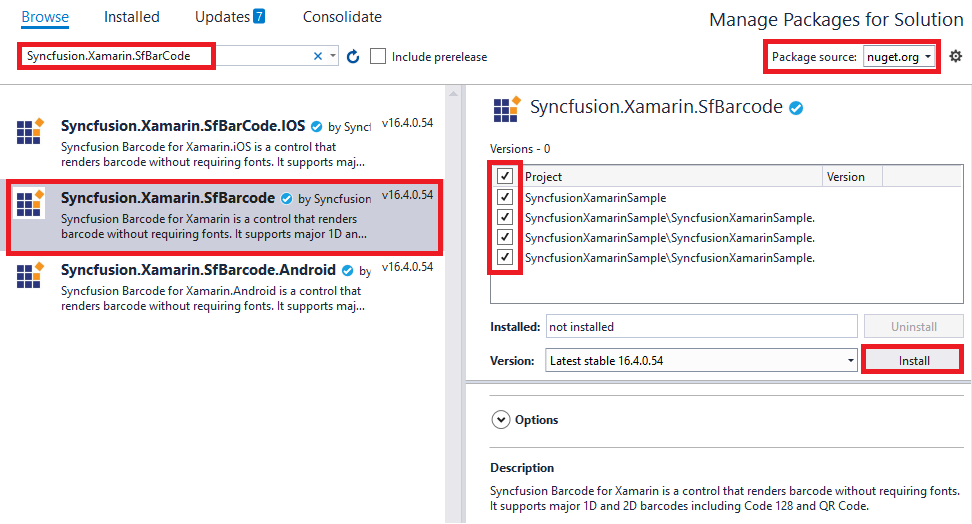 Browse Installed Updates 7 Consolidate
Manage Packages for Solution
Syncfusion.Xamarin.SfBarCode
Include prerelease
Package source: nuget.org
Syncfusion.Xamarin.SfBarCode.IOS by Syncf v16.4.0.54
Syncfusion Barcode for Xamarin.iOS is a control that
renders barcode without requiring fonts. It supports maj...
Syncfusion.Xamarin.SfBarcode by Syncfusion v16.4.0.54
Syncfusion Barcode for Xamarin is a control that renders
barcode without requiring fonts. It supports major 1D an...
Syncfusion.Xamarin.SfBarcode.Android by v16.4.0.54
Syncfusion Barcode for Xamarin.Android is a control that
renders barcode without requiring fonts. It supports maj...
Syncfusion.Xamarin.SfBarcode
Versions - 0
Project Version
SyncfusionXamarinSample
SyncfusionXamarinSample\SyncfusionXamarinSample.
SyncfusionXamarinSample\SyncfusionXamarinSample.
SyncfusionXamarinSample\SyncfusionXamarinSample.
Installed: not installed Uninstall
Version: Latest stable 16.4.0.54 Install
Options
Description
Syncfusion Barcode for Xamarin is a control that renders barcode without requiring fonts.
It supports major 1D and 2D barcodes including Code 128 and QR Code.